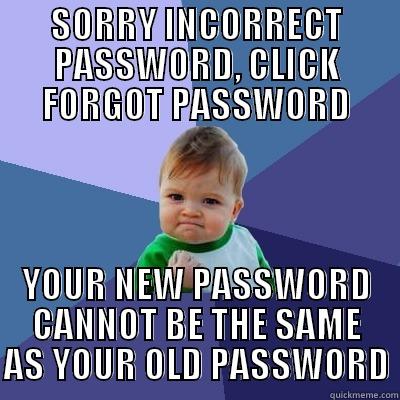 SORRY INCORRECT
PASSWORD, CLICK
FORGOT PASSWORD
YOUR NEW PASSWORD
CANNOT BE THE SAME
AS YOUR OLD PASSWORD
quickmeme.com